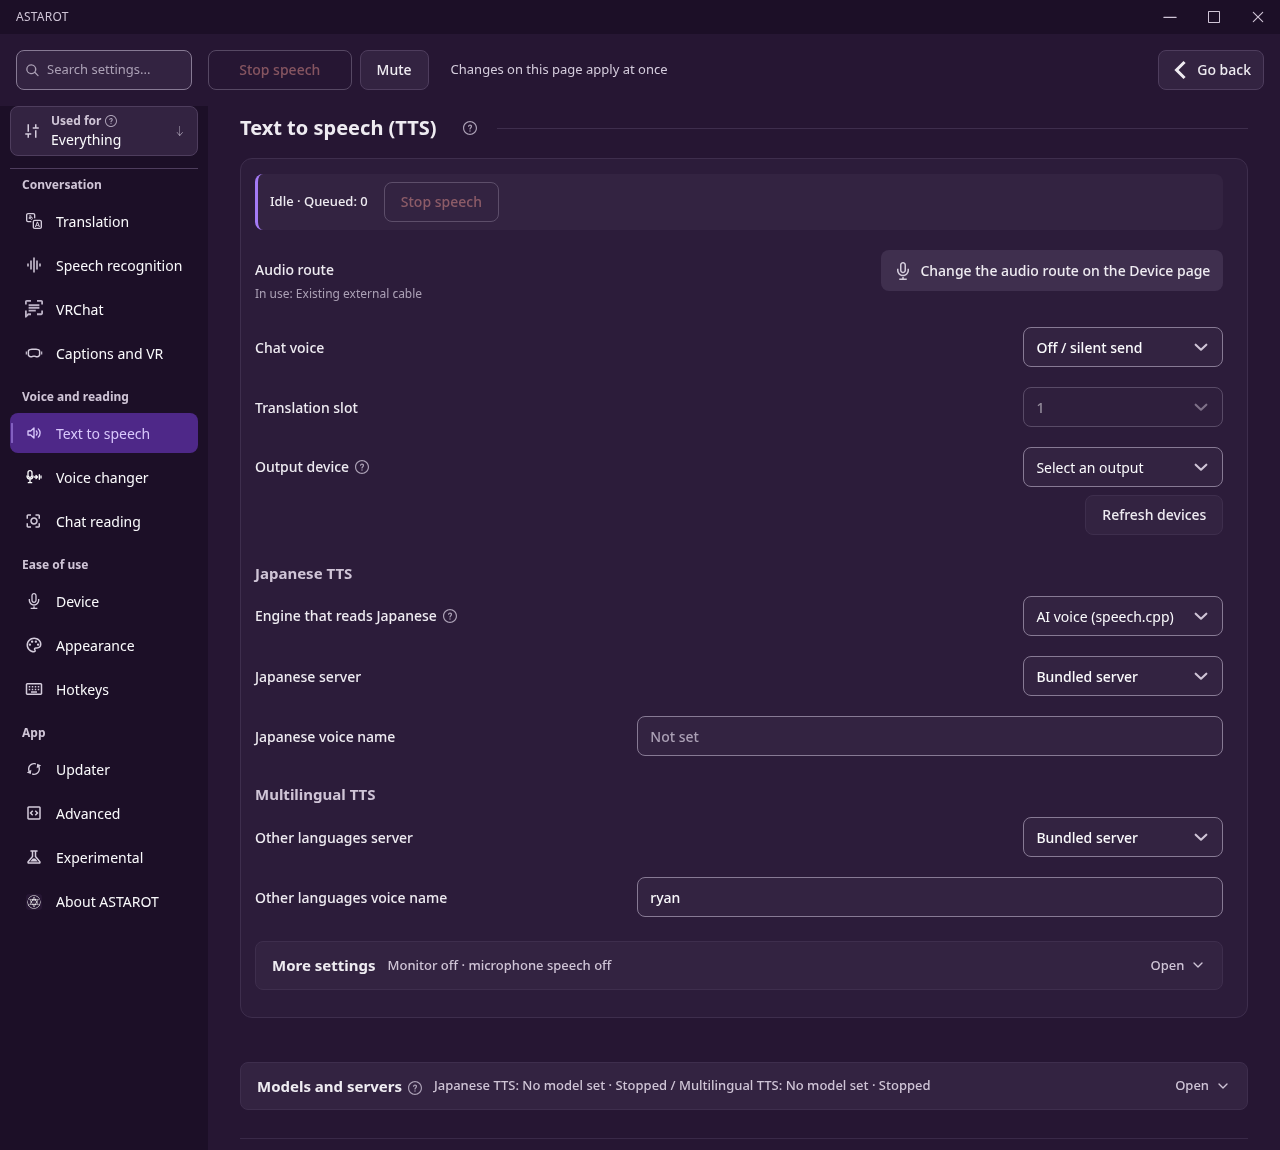 ASTAROT
Search settings...
Stop speech
Mute
Changes on this page apply at once
Go back
Used for
Everything
Conversation
Translation
Speech recognition
VRChat
Captions and VR
Voice and reading
Text to speech
Voice changer
Chat reading
Ease of use
Device
Appearance
Hotkeys
App
Updater
Advanced
Experimental
About ASTAROT
Text to speech (TTS)
Idle · Queued: 0
Stop speech
Audio route
In use: Existing external cable
Change the audio route on the Device page
Chat voice
Off / silent send
Translation slot
1
Output device
Select an output
Refresh devices
Japanese TTS
Engine that reads Japanese
AI voice (speech.cpp)
Japanese server
Bundled server
Japanese voice name
Not set
Multilingual TTS
Other languages server
Bundled server
Other languages voice name
ryan
More settings
Monitor off · microphone speech off
Open
Models and servers
Japanese TTS: No model set · Stopped / Multilingual TTS: No model set · Stopped
Open